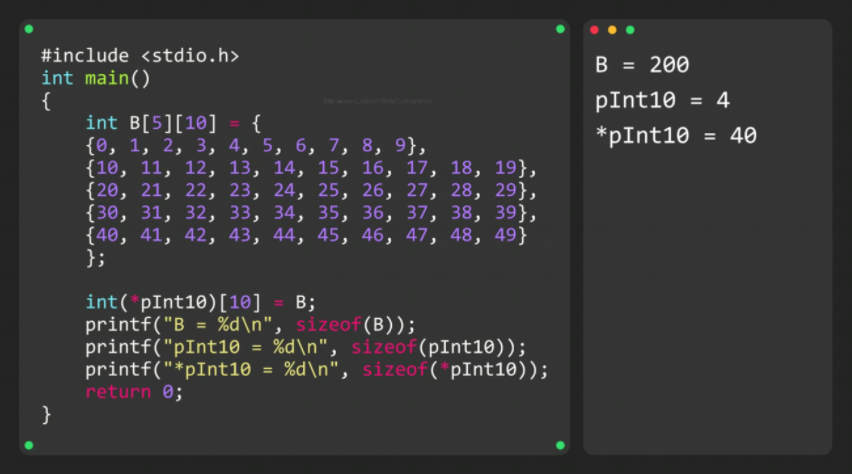 #include <stdio.h>
int main()
{
    int B[5][10] = {
    {0, 1, 2, 3, 4, 5, 6, 7, 8, 9},
    {10, 11, 12, 13, 14, 15, 16, 17, 18, 19},
    {20, 21, 22, 23, 24, 25, 26, 27, 28, 29},
    {30, 31, 32, 33, 34, 35, 36, 37, 38, 39},
    {40, 41, 42, 43, 44, 45, 46, 47, 48, 49}
    };
    int(*pInt10)[10] = B;
    printf("B = %d\n", sizeof(B));
    printf("pInt10 = %d\n", sizeof(pInt10));
    printf("*pInt10 = %d\n", sizeof(*pInt10));
    return 0;
}
B = 200
pInt10 = 4
*pInt10 = 40